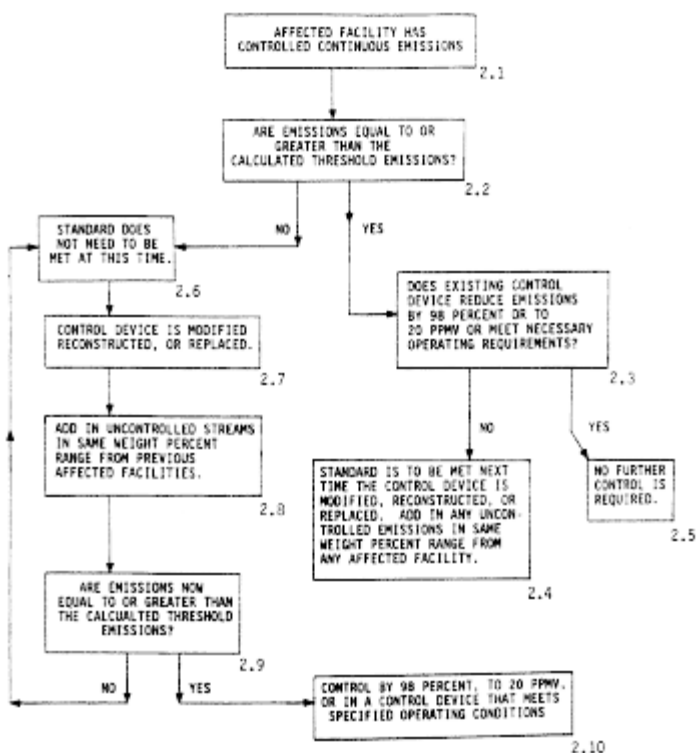 AFFECTED FACILITY HAS
CONTROLLED CONTINUOUS EMISSIONS
2.1
ARE EMISSIONS EQUAL TO OR
GREATER THAN THE
CALCULATED THRESHOLD EMISSIONS?
2.2
NO
YES
STANDARD DOES
NOT NEED TO BE
MET AT THIS TIME.
2.6
DOES EXISTING CONTROL
DEVICE REDUCE EMISSIONS
BY 98 PERCENT OR TO
20 PPMV OR MEET NECESSARY
OPERATING REQUIREMENTS?
2.3
CONTROL DEVICE IS MODIFIED
RECONSTRUCTED, OR REPLACED.
2.7
NO
YES
ADD IN UNCONTROLLED STREAMS
IN SAME WEIGHT PERCENT
RANGE FROM PREVIOUS
AFFECTED FACILITIES.
2.8
STANDARD IS TO BE MET NEXT
TIME THE CONTROL DEVICE IS
MODIFIED, RECONSTRUCTED, OR
REPLACED. ADD IN ANY UNCON-
TROLLED EMISSIONS IN SAME
WEIGHT PERCENT RANGE FROM
ANY AFFECTED FACILITY.
2.4
NO FURTHER
CONTROL IS
REQUIRED.
2.5
ARE EMISSIONS NOW
EQUAL TO OR GREATER THAN
THE CALCUALTED THRESHOLD
EMISSIONS?
2.9
NO
YES
CONTROL BY 98 PERCENT, TO 20 PPMV,
OR IN A CONTROL DEVICE THAT MEETS
SPECIFIED OPERATING CONDITIONS
2.10